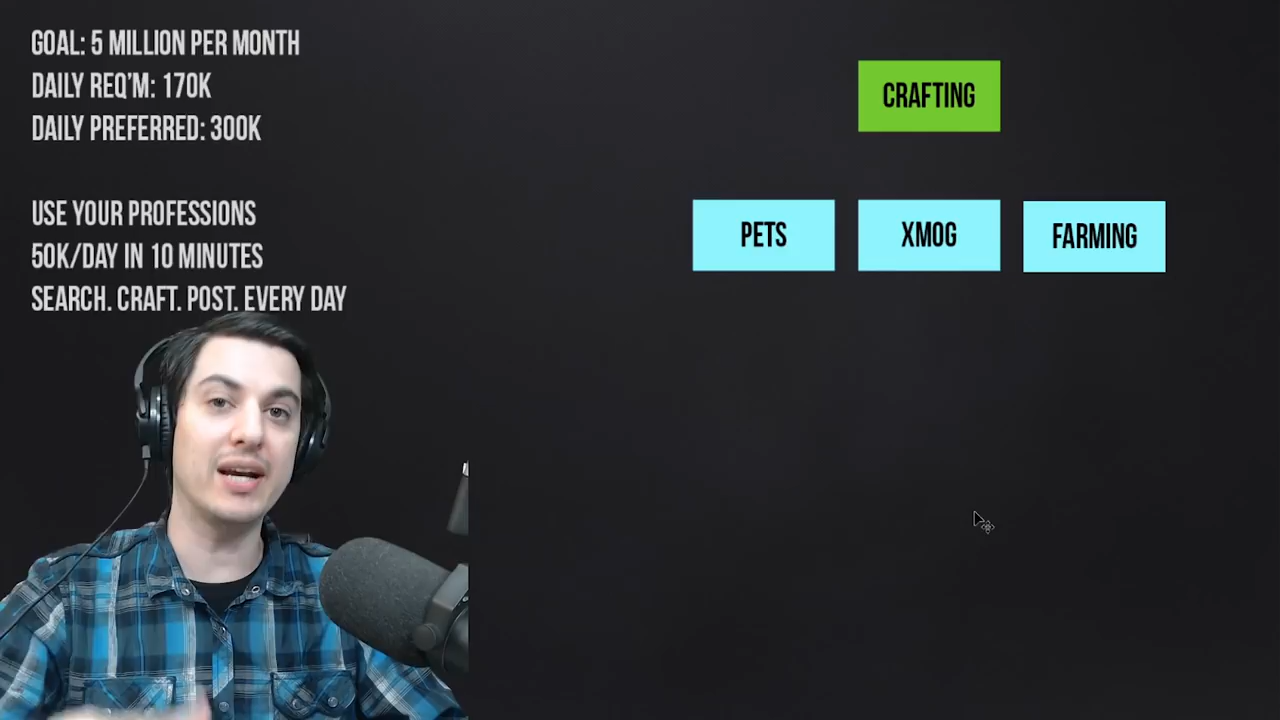 GOAL: 5 MILLION PER MONTH
DAILY REQ'M: 170K
DAILY PREFERRED: 300K
USE YOUR PROFESSIONS
50K/DAY IN 10 MINUTES
SEARCH. CRAFT. POST. EVERY DAY
CRAFTING
PETS
XMOG
FARMING